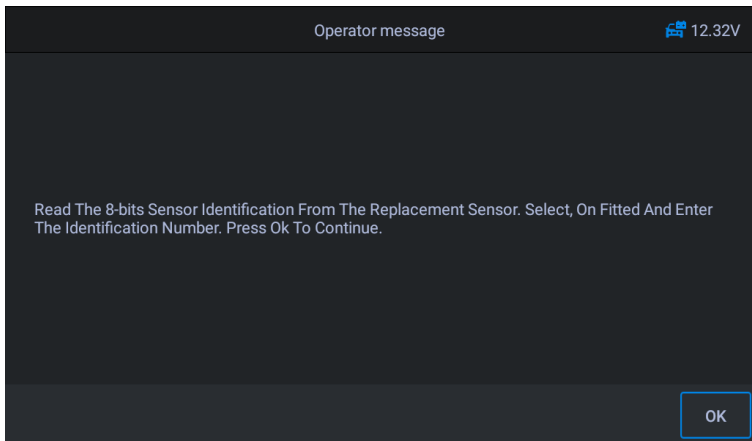 Operator message
12.32V
Read The 8-bits Sensor Identification From The Replacement Sensor. Select, On Fitted And Enter
The Identification Number. Press Ok To Continue.
OK